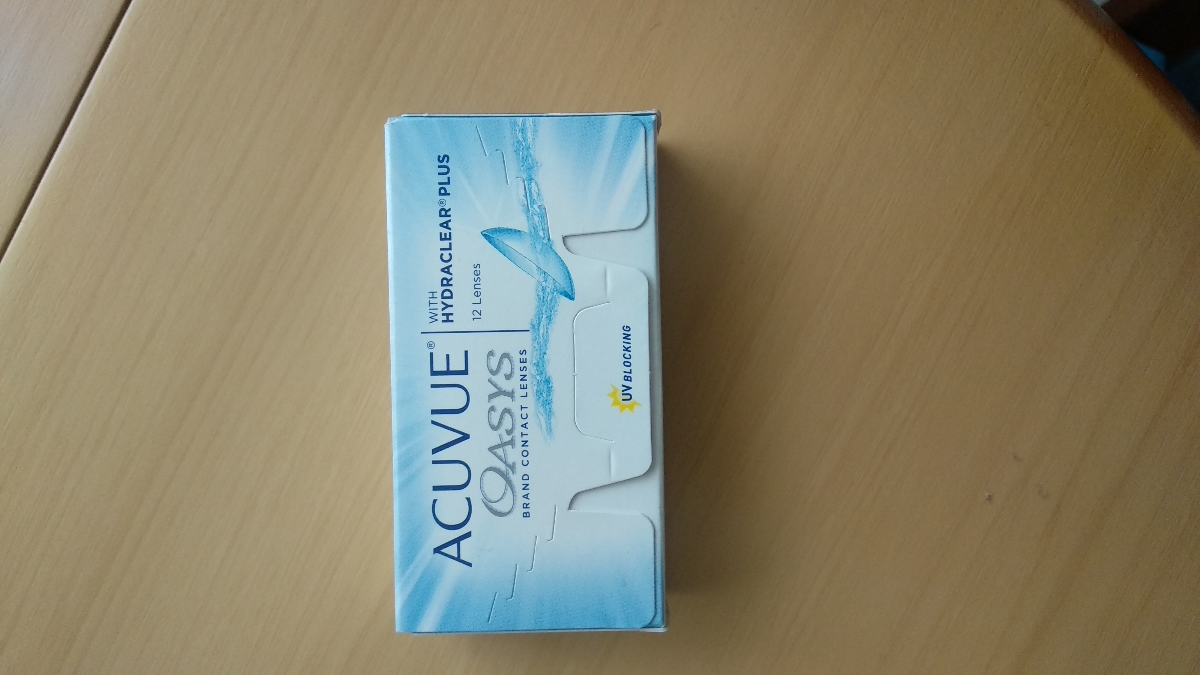 ACUVUE®
OASYS
BRAND CONTACT LENSES
WITH
HYDRACLEAR® PLUS
12 Lenses
UV BLOCKING